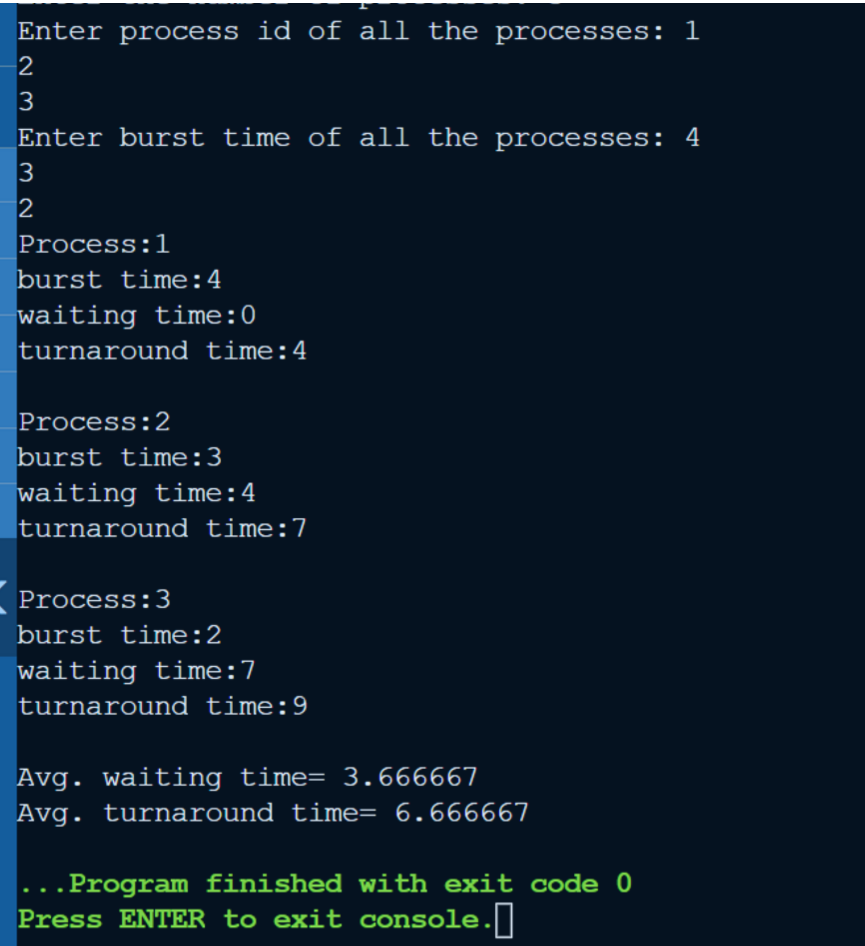 Enter process id of all the processes: 1
2
3
Enter burst time of all the processes: 4
3
2
Process:1
burst time:4
waiting time:0
turnaround time:4
Process:2
burst time:3
waiting time:4
turnaround time:7
Process:3
burst time:2
waiting time:7
turnaround time:9
Avg. waiting time= 3.666667
Avg. turnaround time= 6.666667
...Program finished with exit code 0
Press ENTER to exit console.